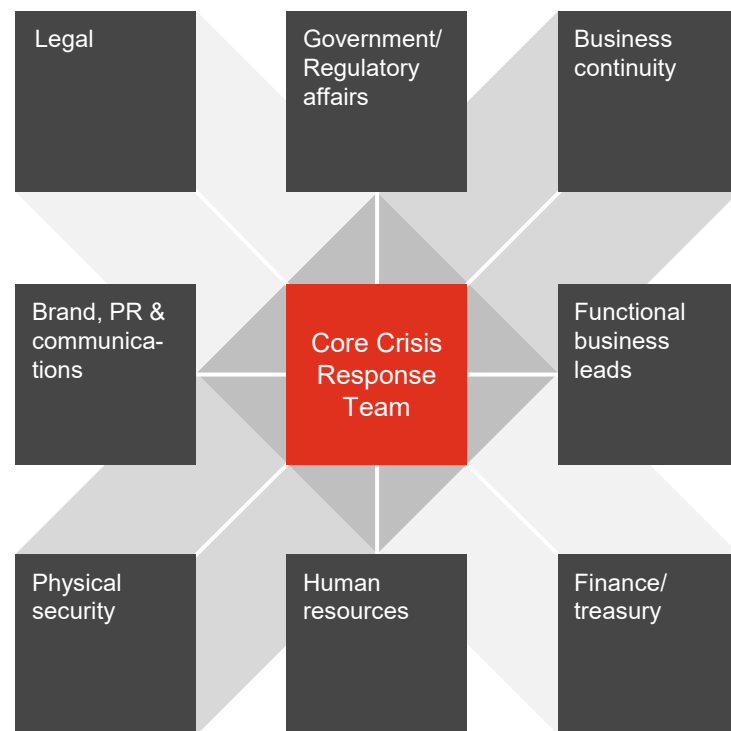 Legal
Government/
Regulatory
affairs
Business
continuity
Brand, PR &
communica-
tions
Core Crisis
Response
Team
Functional
business
leads
Physical
security
Human
resources
Finance/
treasury